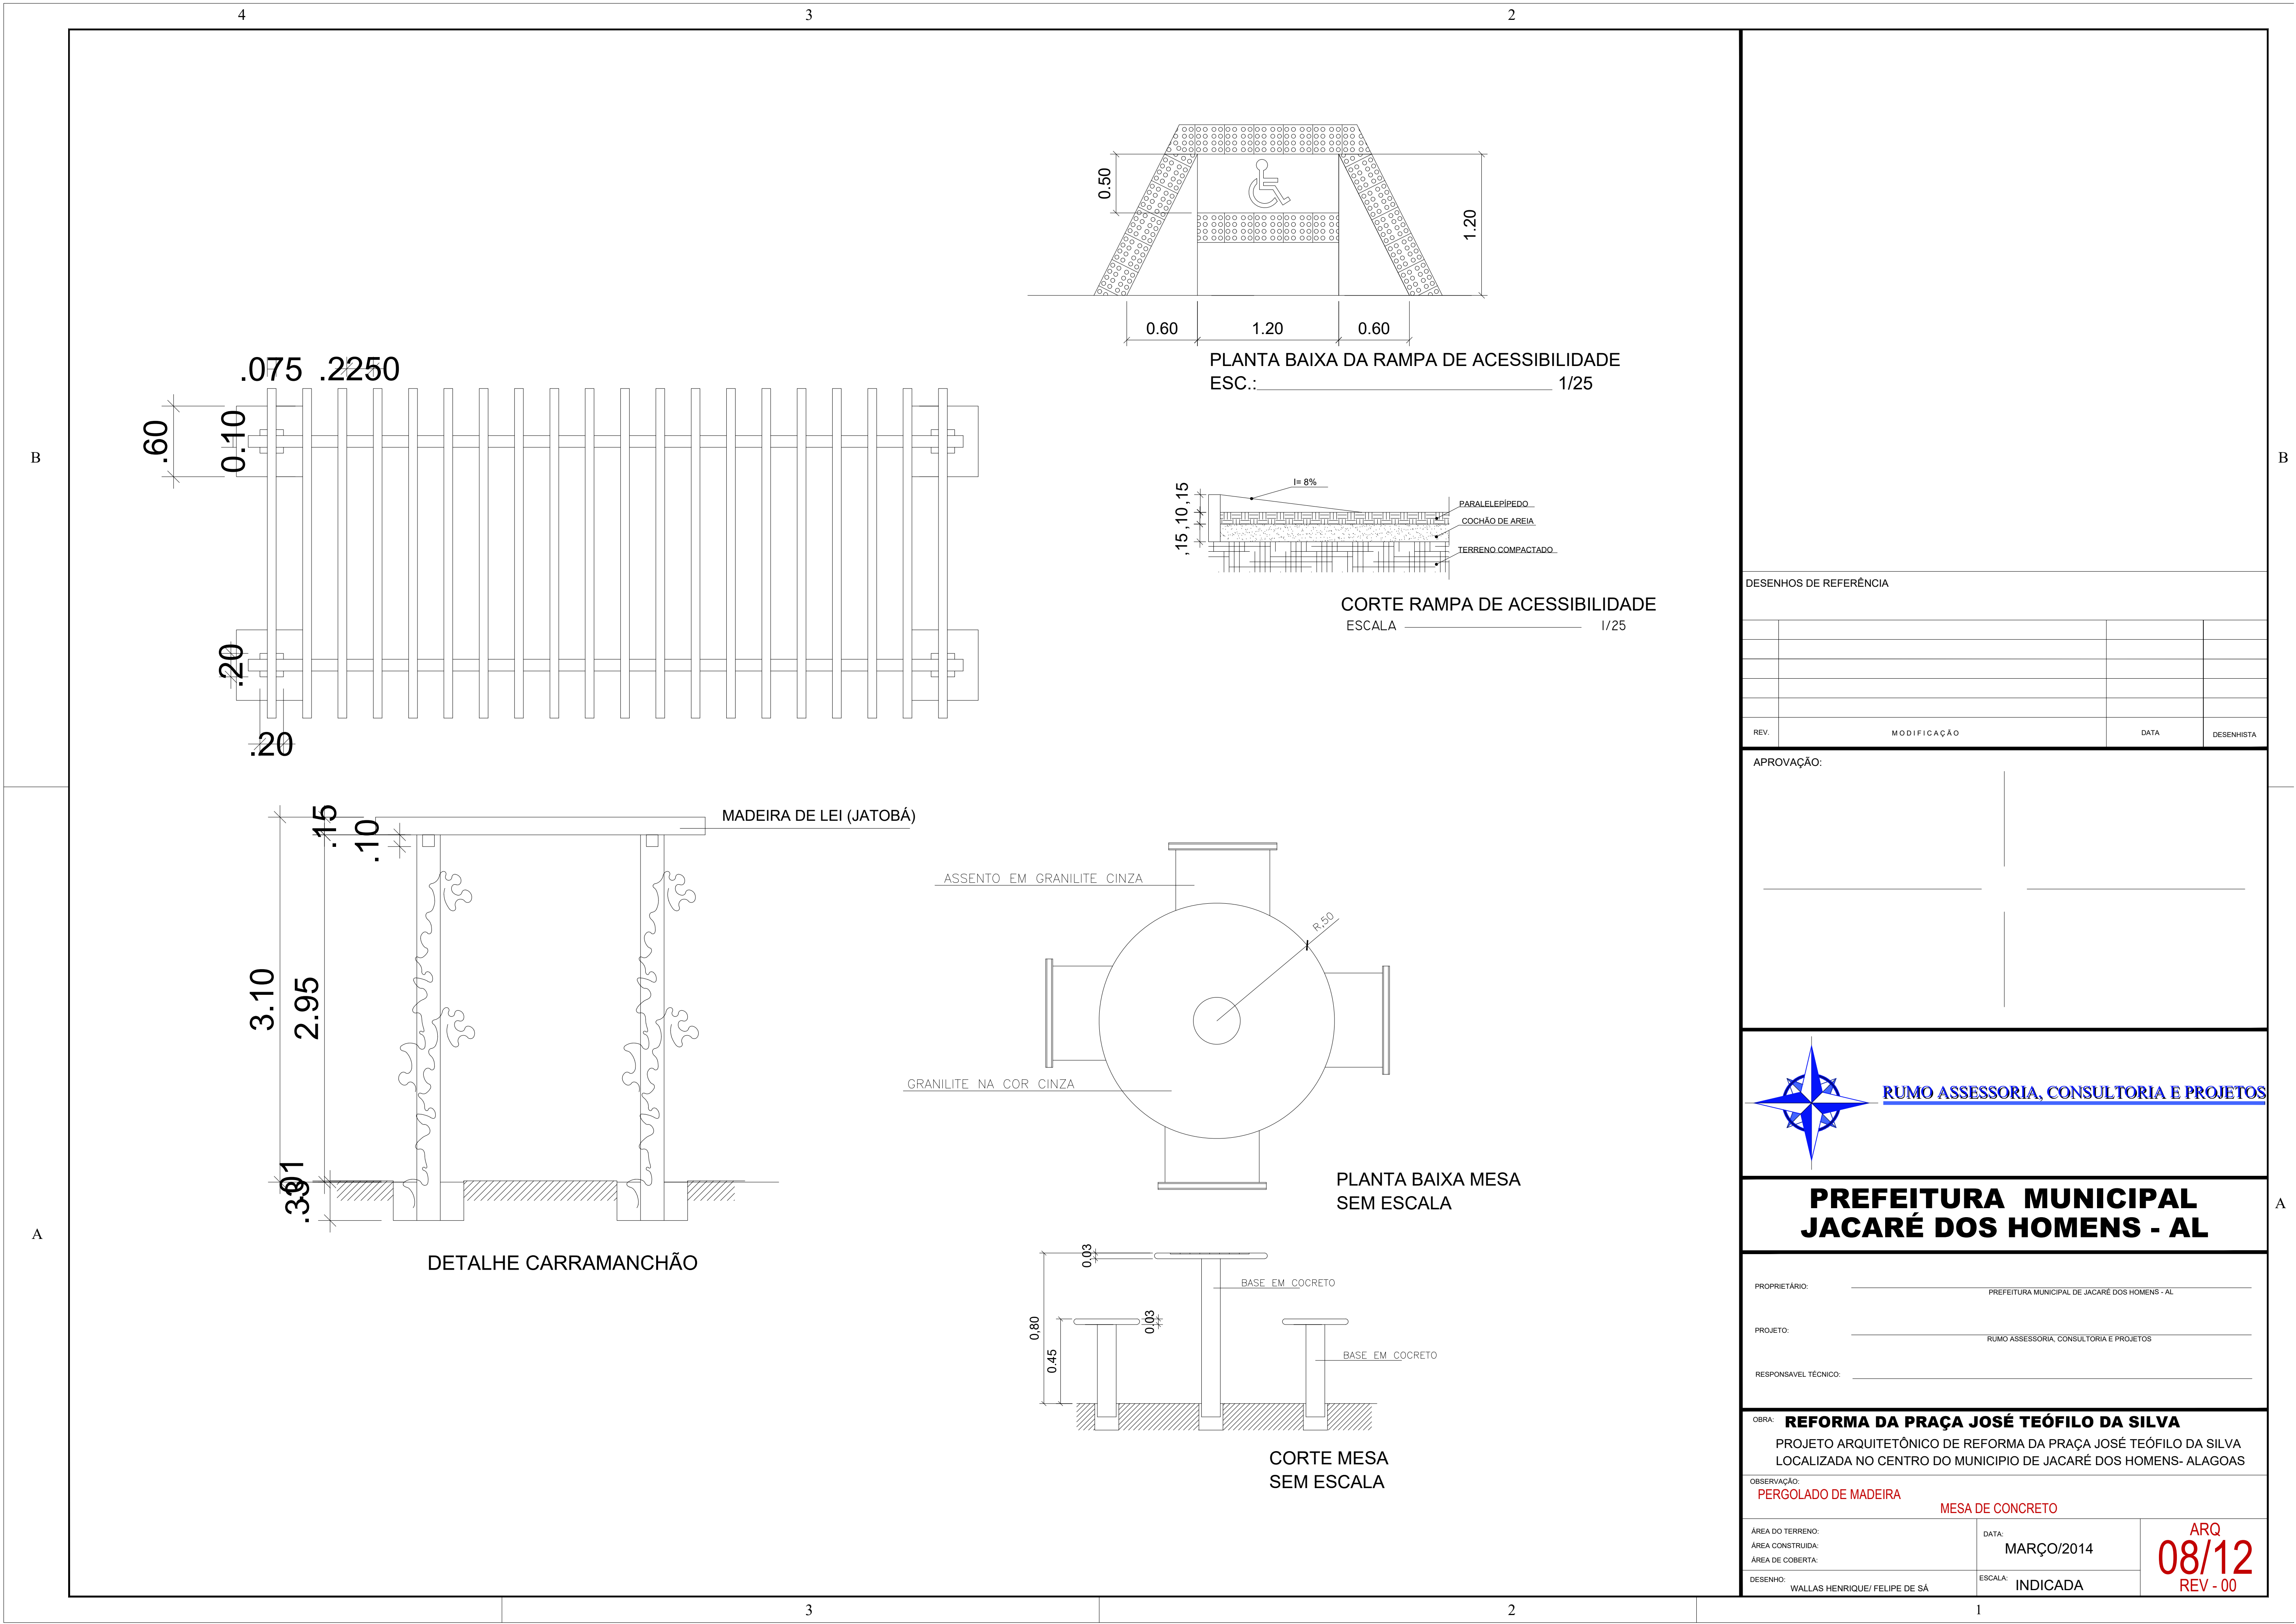 4
3
2
B
B
A
A
3
2
1
0.50
1.20
0.60
1.20
0.60
PLANTA BAIXA DA RAMPA DE ACESSIBILIDADE
ESC.: 1/25
.075
.2250
.60
0.10
.20
.20
I= 8%
,15
,10
,15
PARALELEPÍPEDO
COCHÃO DE AREIA
TERRENO COMPACTADO
CORTE RAMPA DE ACESSIBILIDADE
ESCALA 1/25
.15
.10
MADEIRA DE LEI (JATOBÁ)
3.10
2.95
DETALHE CARRAMANCHÃO
ASSENTO EM GRANILITE CINZA
R,50
GRANILITE NA COR CINZA
PLANTA BAIXA MESA
SEM ESCALA
0.03
BASE EM COCRETO
0,80
0.45
0.03
BASE EM COCRETO
CORTE MESA
SEM ESCALA
DESENHOS DE REFERÊNCIA
REV. MODIFICAÇÃO DATA DESENHISTA
APROVAÇÃO:
RUMO ASSESSORIA, CONSULTORIA E PROJETOS
PREFEITURA MUNICIPAL
JACARÉ DOS HOMENS - AL
PROPRIETÁRIO:
PREFEITURA MUNICIPAL DE JACARÉ DOS HOMENS - AL
PROJETO:
RUMO ASSESSORIA, CONSULTORIA E PROJETOS
RESPONSAVEL TÉCNICO:
OBRA: REFORMA DA PRAÇA JOSÉ TEÓFILO DA SILVA
PROJETO ARQUITETÔNICO DE REFORMA DA PRAÇA JOSÉ TEÓFILO DA SILVA
LOCALIZADA NO CENTRO DO MUNICIPIO DE JACARÉ DOS HOMENS- ALAGOAS
OBSERVAÇÃO:
PERGOLADO DE MADEIRA
MESA DE CONCRETO
ÁREA DO TERRENO:
ÁREA CONSTRUIDA:
ÁREA DE COBERTA:
DATA:
MARÇO/2014
DESENHO:
WALLAS HENRIQUE/ FELIPE DE SÁ
ESCALA:
INDICADA
ARQ
08/12
REV - 00